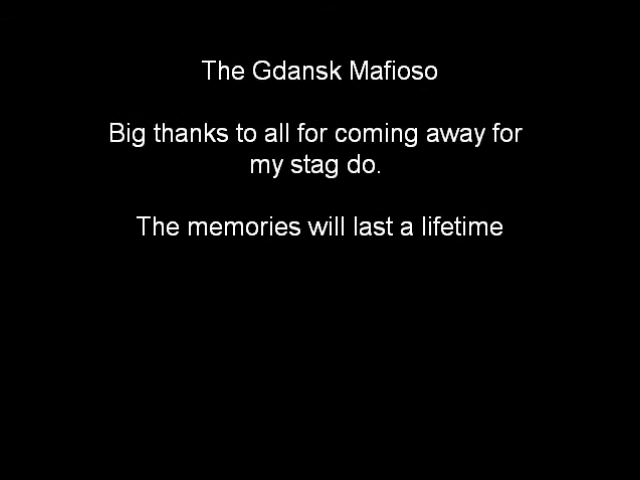 The Gdansk Mafioso
Big thanks to all for coming away for
my stag do.
The memories will last a lifetime